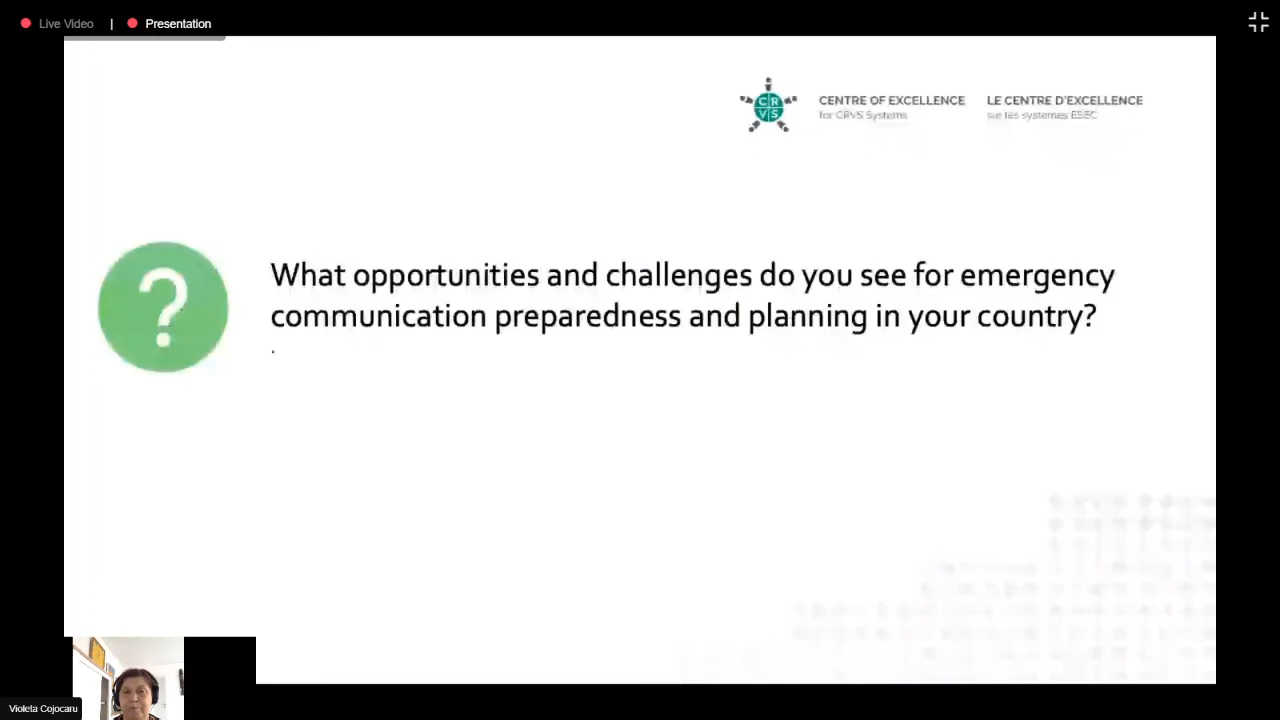 Live Video | Presentation
CRVS
CENTRE OF EXCELLENCE
for CRVS Systems
LE CENTRE D'EXCELLENCE
sur les systèmes ESEC
?
What opportunities and challenges do you see for emergency
communication preparedness and planning in your country?
.
Violeta Cojocaru